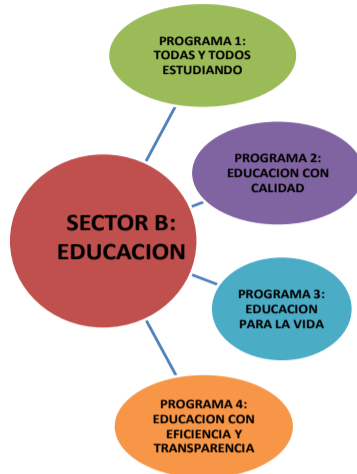 PROGRAMA 1:
TODAS Y TODOS
ESTUDIANDO
PROGRAMA 2:
EDUCACION CON
CALIDAD
SECTOR B:
EDUCACION
PROGRAMA 3:
EDUCACION
PARA LA VIDA
PROGRAMA 4:
EDUCACION CON
EFICIENCIA Y
TRANSPARENCIA